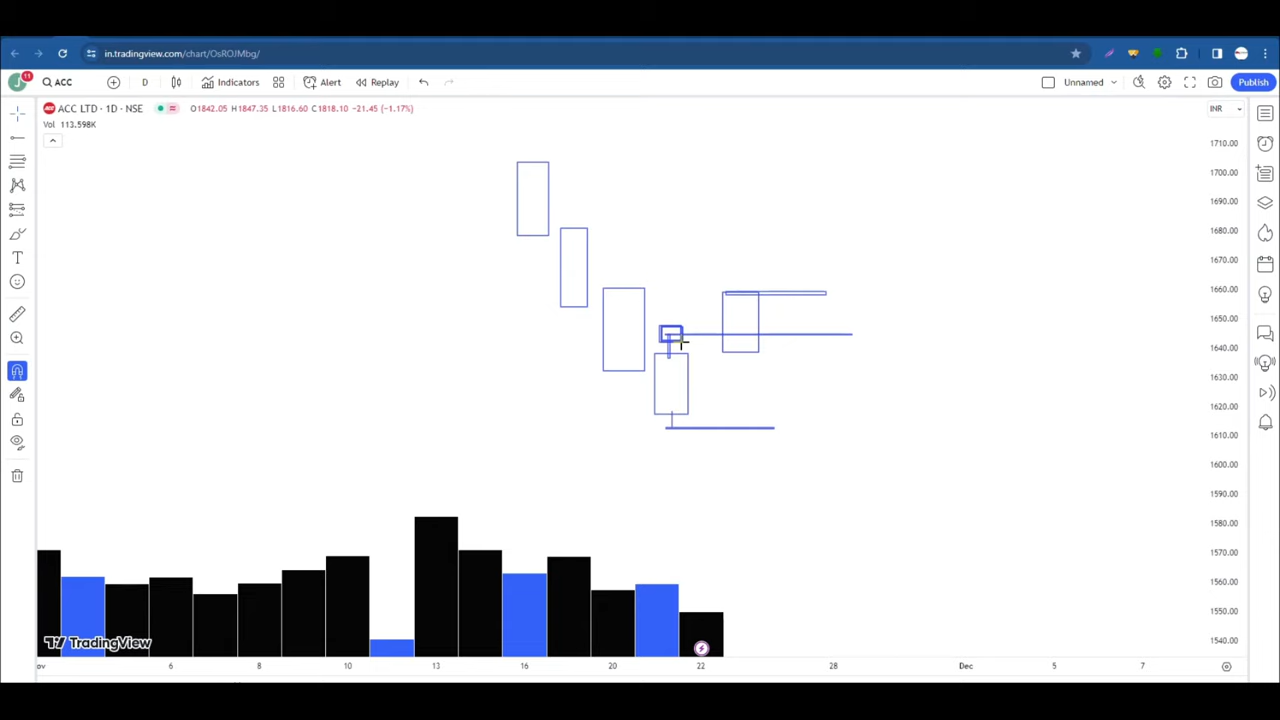 in.tradingview.com/chart/OsROJMbg/
11
J
ACC
D
Indicators
Alert
Replay
Unnamed
Publish
ACC LTD · 1D · NSE
O1842.05 H1847.35 L1816.60 C1818.10 −21.45 (−1.17%)
INR
Vol 113.598K
1710.00
1700.00
1690.00
1680.00
1670.00
1660.00
1650.00
1640.00
1630.00
1620.00
1610.00
1600.00
1590.00
1580.00
1570.00
1560.00
1550.00
1540.00
TradingView
ov
6
8
10
13
16
20
22
28
Dec
5
7